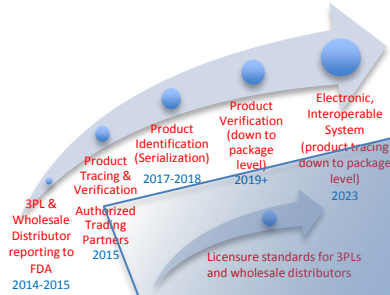 3PL &
Wholesale
Distributor
reporting to
FDA
2014-2015
Product
Tracing &
Verification
Authorized
Trading
Partners
2015
Product
Identification
(Serialization)
2017-2018
Product
Verification
(down to
package
level)
2019+
Electronic,
Interoperable
System
(product tracing
down to package
level)
2023
Licensure standards for 3PLs
and wholesale distributors